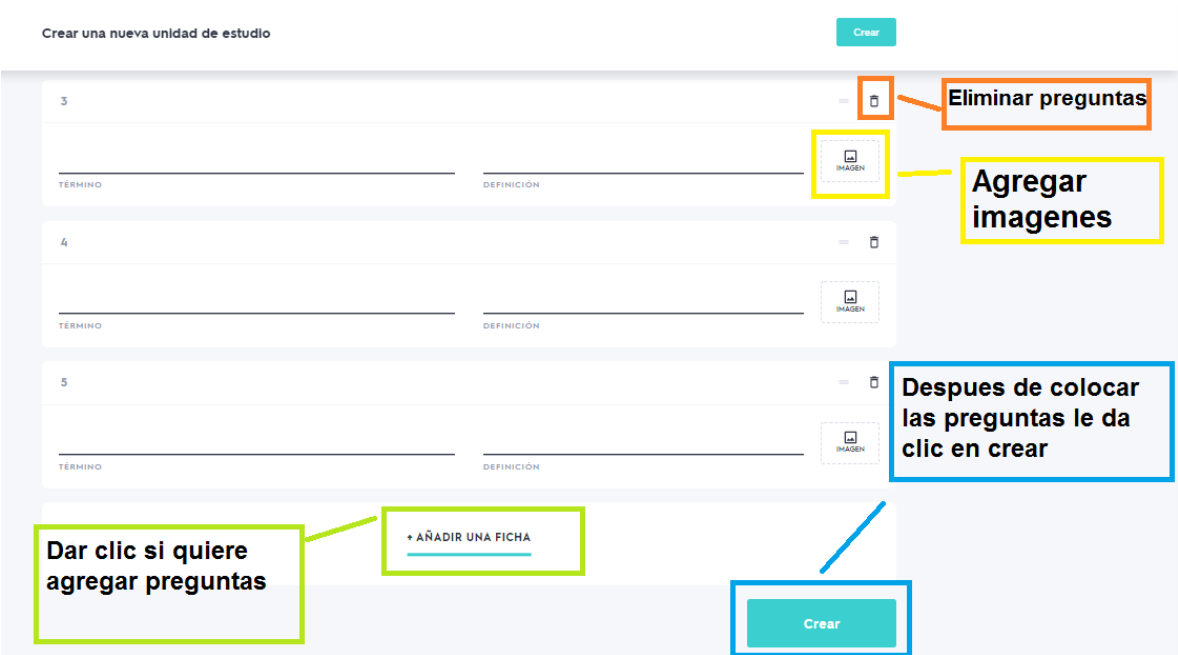 Crear una nueva unidad de estudio
Crear
3
Eliminar preguntas
IMAGEN
TÉRMINO
DEFINICIÓN
Agregar
imagenes
4
IMAGEN
TÉRMINO
DEFINICIÓN
5
Despues de colocar
las preguntas le da
clic en crear
IMAGEN
TÉRMINO
DEFINICIÓN
+ AÑADIR UNA FICHA
Dar clic si quiere
agregar preguntas
Crear